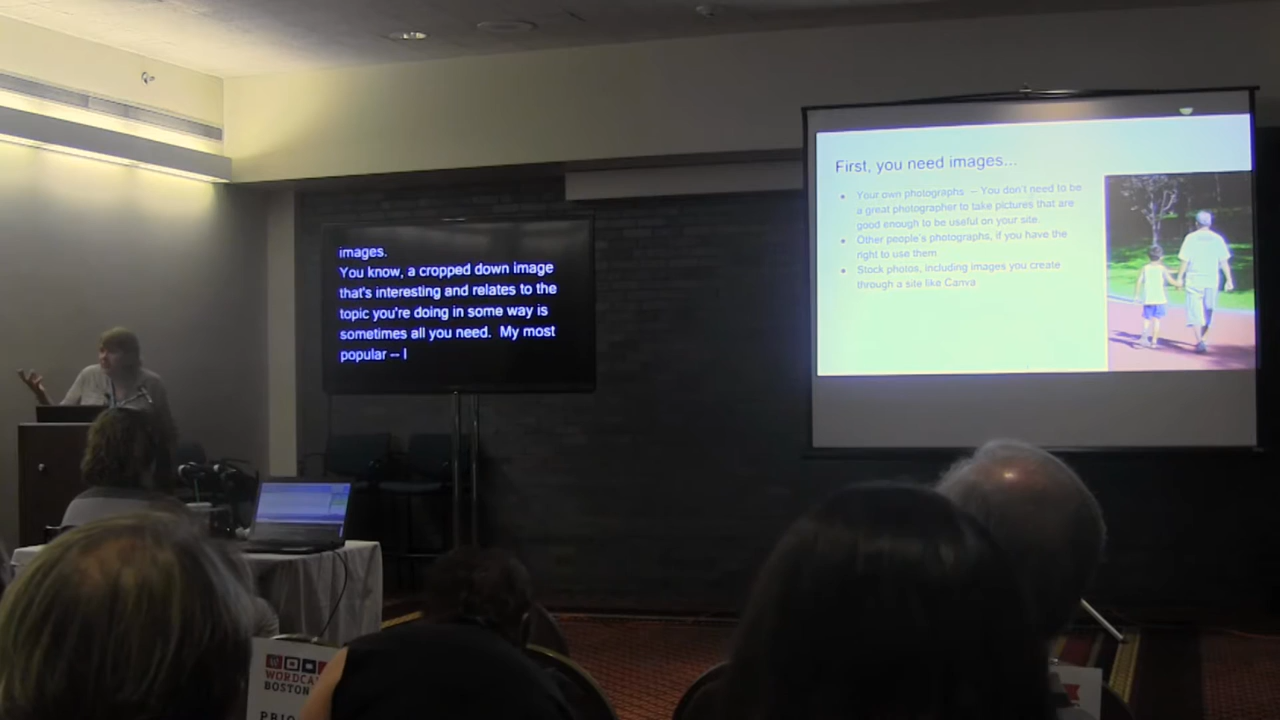 images.
You know, a cropped down image
that's interesting and relates to the
topic you're doing in some way is
sometimes all you need. My most
popular -- I
First, you need images...
● Your own photographs – You don't need to be
a great photographer to take pictures that are
good enough to be useful on your site.
● Other people's photographs, if you have the
right to use them
● Stock photos, including images you create
through a site like Canva
WORDCA
BOSTON
PRIO